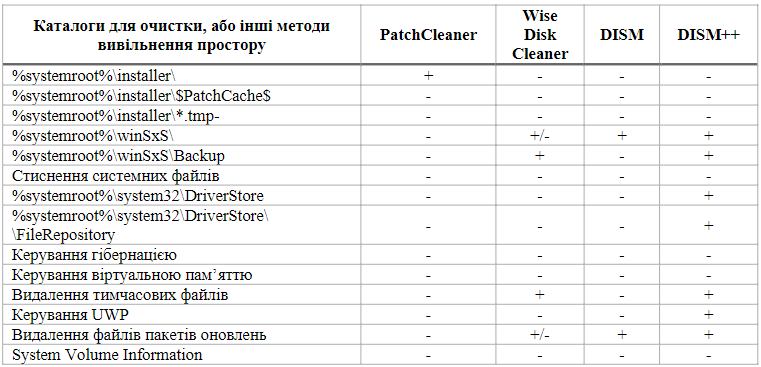 Каталоги для очистки, або інші методи вивільнення простору | PatchCleaner | Wise Disk Cleaner | DISM | DISM++
%systemroot%\installer\ | + | - | - | -
%systemroot%\installer\$PatchCache$ | - | - | - | -
%systemroot%\installer\*.tmp- | - | - | - | -
%systemroot%\winSxS\ | - | +/- | + | +
%systemroot%\winSxS\Backup | - | + | - | +
Стиснення системних файлів | - | - | - | -
%systemroot%\system32\DriverStore | - | - | - | +
%systemroot%\system32\DriverStore\ \FileRepository | - | - | - | +
Керування гібернацією | - | - | - | -
Керування віртуальною пам’яттю | - | - | - | -
Видалення тимчасових файлів | - | + | - | +
Керування UWP | - | - | - | +
Видалення файлів пакетів оновлень | - | +/- | + | +
System Volume Information | - | - | - | -